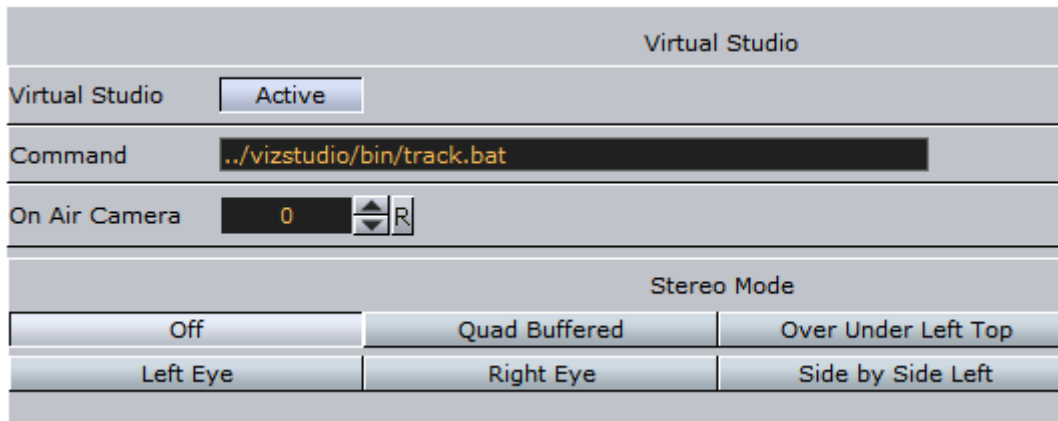 Virtual Studio
Virtual Studio Active
Command ../vizstudio/bin/track.bat
On Air Camera 0 R
Stereo Mode
Off Quad Buffered Over Under Left Top
Left Eye Right Eye Side by Side Left